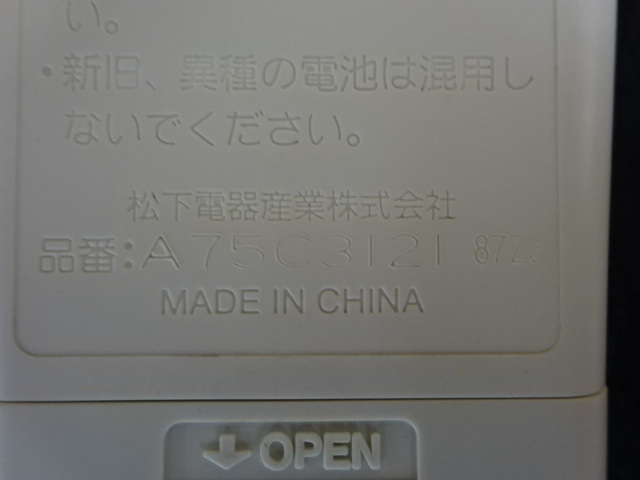 い。
・新旧、異種の電池は混用し
ないでください。
松下電器産業株式会社
品番:A75C3121 8723
MADE IN CHINA
OPEN